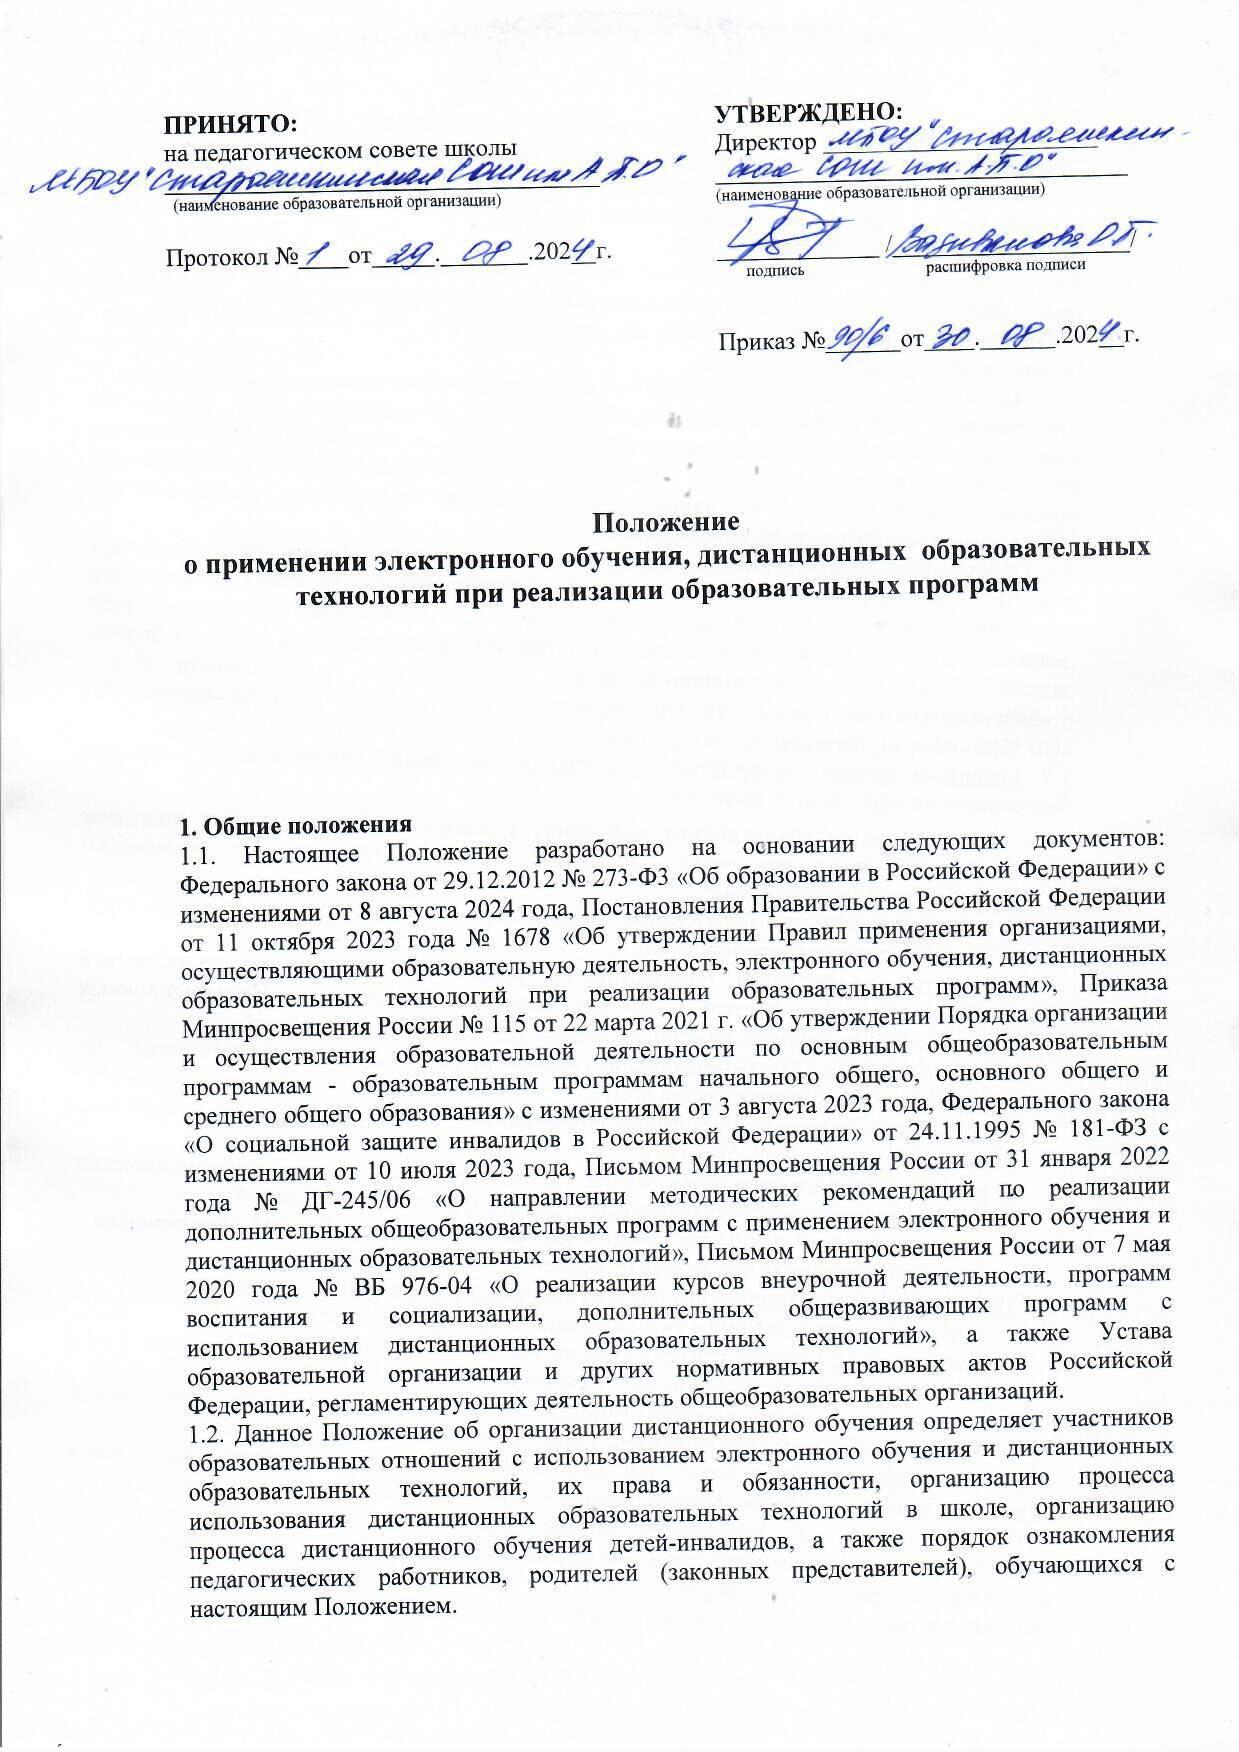 ПРИНЯТО:
на педагогическом совете школы
МБОУ "Староешкинская СОШ им А.П.О"
(наименование образовательной организации)
Протокол № 1 от 29.08.2024 г.
УТВЕРЖДЕНО:
Директор МБОУ "Староешкин-
ская СОШ им. А.П.О"
(наименование образовательной организации)
/ О.Г. /
подпись расшифровка подписи
Приказ № 90/6 от 30.08.2024 г.
Положение
о применении электронного обучения, дистанционных образовательных
технологий при реализации образовательных программ
1. Общие положения
1.1. Настоящее Положение разработано на основании следующих документов:
Федерального закона от 29.12.2012 № 273-ФЗ «Об образовании в Российской Федерации» с
изменениями от 8 августа 2024 года, Постановления Правительства Российской Федерации
от 11 октября 2023 года № 1678 «Об утверждении Правил применения организациями,
осуществляющими образовательную деятельность, электронного обучения, дистанционных
образовательных технологий при реализации образовательных программ», Приказа
Минпросвещения России № 115 от 22 марта 2021 г. «Об утверждении Порядка организации
и осуществления образовательной деятельности по основным общеобразовательным
программам - образовательным программам начального общего, основного общего и
среднего общего образования» с изменениями от 3 августа 2023 года, Федерального закона
«О социальной защите инвалидов в Российской Федерации» от 24.11.1995 № 181-ФЗ с
изменениями от 10 июля 2023 года, Письмом Минпросвещения России от 31 января 2022
года № ДГ-245/06 «О направлении методических рекомендаций по реализации
дополнительных общеобразовательных программ с применением электронного обучения и
дистанционных образовательных технологий», Письмом Минпросвещения России от 7 мая
2020 года № ВБ 976-04 «О реализации курсов внеурочной деятельности, программ
воспитания и социализации, дополнительных общеразвивающих программ с
использованием дистанционных образовательных технологий», а также Устава
образовательной организации и других нормативных правовых актов Российской
Федерации, регламентирующих деятельность общеобразовательных организаций.
1.2. Данное Положение об организации дистанционного обучения определяет участников
образовательных отношений с использованием электронного обучения и дистанционных
образовательных технологий, их права и обязанности, организацию процесса
использования дистанционных образовательных технологий в школе, организацию
процесса дистанционного обучения детей-инвалидов, а также порядок ознакомления
педагогических работников, родителей (законных представителей), обучающихся с
настоящим Положением.